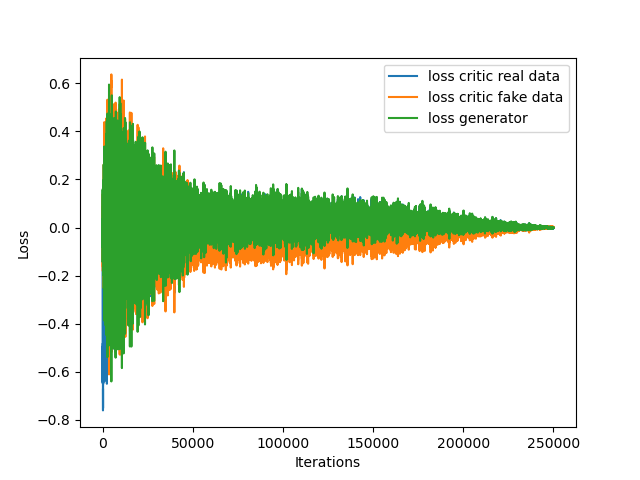 loss critic real data
loss critic fake data
loss generator
0.6
0.4
0.2
0.0
−0.2
−0.4
−0.6
−0.8
Loss
0 50000 100000 150000 200000 250000
Iterations